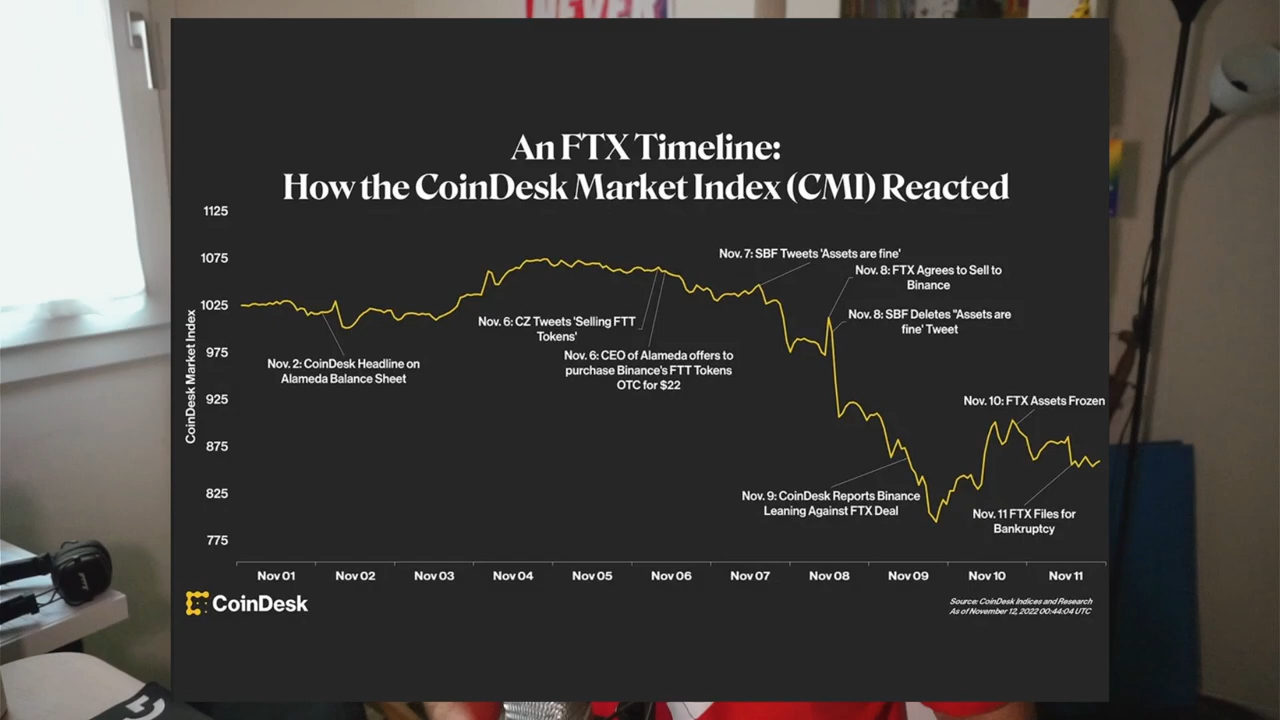 NEVER
An FTX Timeline:
How the CoinDesk Market Index (CMI) Reacted
1125
1075
1025
975
925
875
825
775
CoinDesk Market Index
Nov. 2: CoinDesk Headline on
Alameda Balance Sheet
Nov. 6: CZ Tweets 'Selling FTT
Tokens'
Nov. 6: CEO of Alameda offers to
purchase Binance's FTT Tokens
OTC for $22
Nov. 7: SBF Tweets 'Assets are fine'
Nov. 8: FTX Agrees to Sell to
Binance
Nov. 8: SBF Deletes "Assets are
fine' Tweet
Nov. 9: CoinDesk Reports Binance
Leaning Against FTX Deal
Nov. 10: FTX Assets Frozen
Nov. 11 FTX Files for
Bankruptcy
Nov 01
Nov 02
Nov 03
Nov 04
Nov 05
Nov 06
Nov 07
Nov 08
Nov 09
Nov 10
Nov 11
CoinDesk
Source: CoinDesk Indices and Research
As of November 12, 2022 00:44:04 UTC